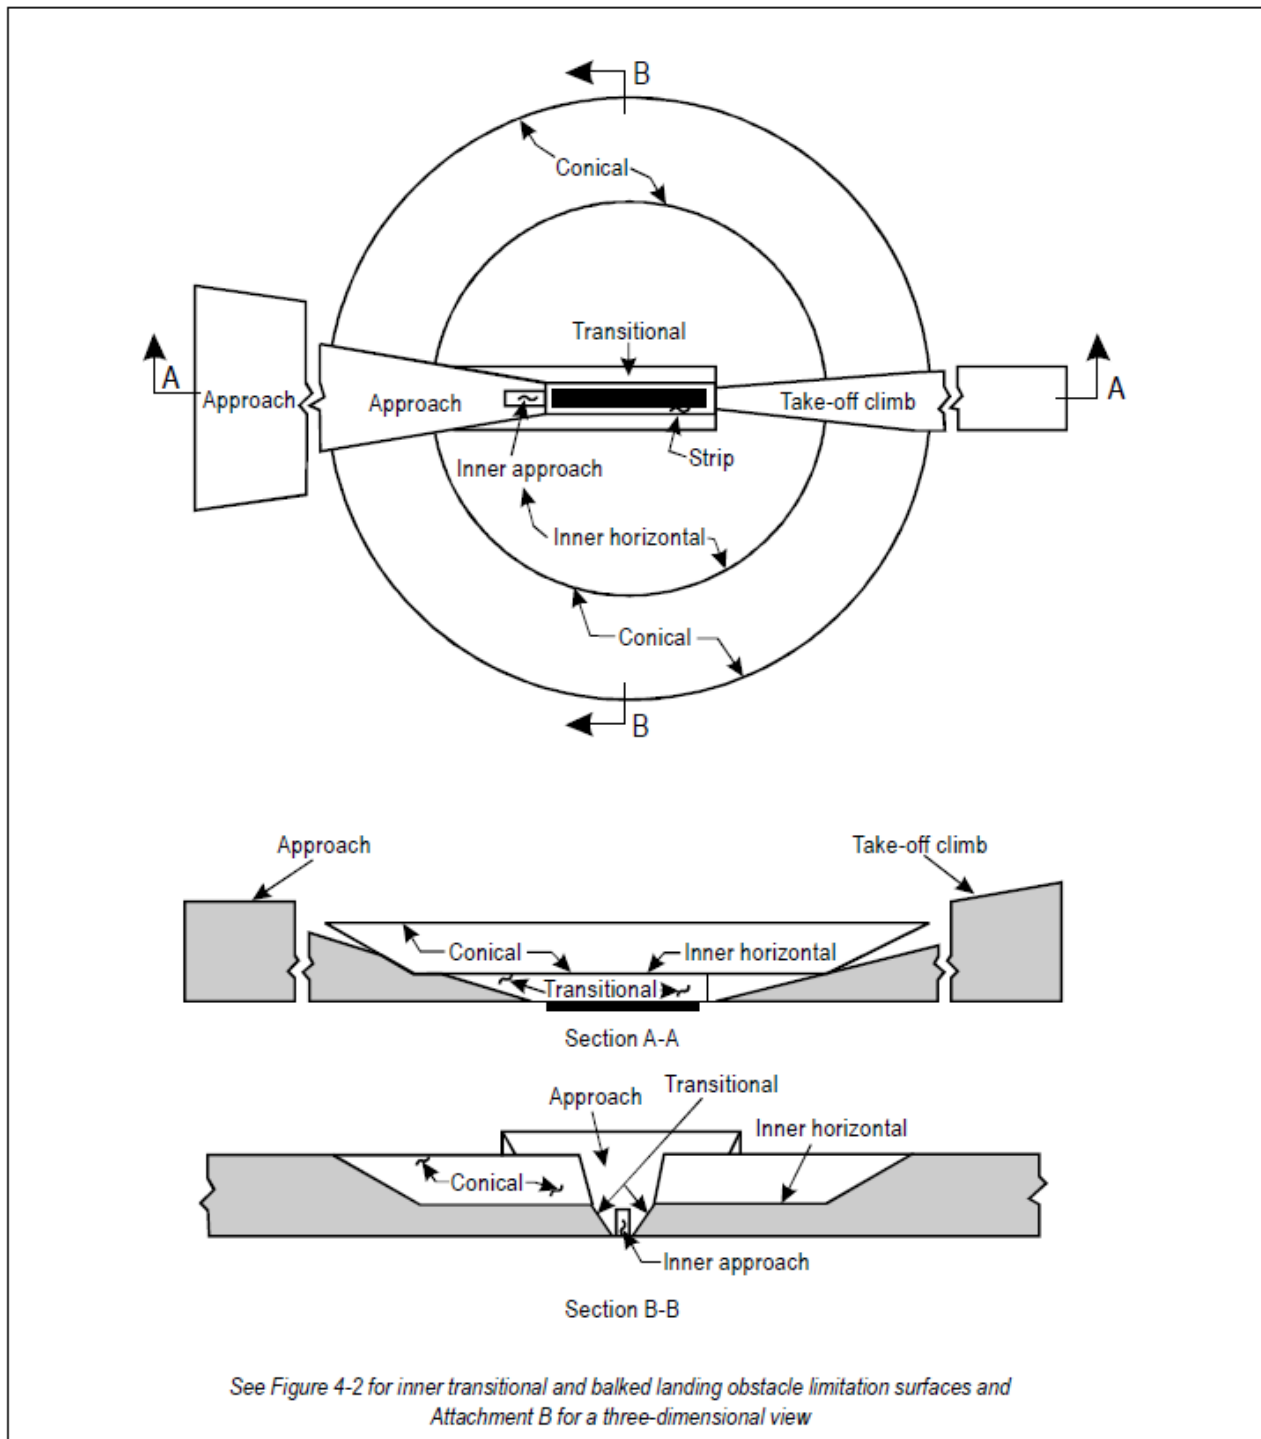 B
Conical
Transitional
A
Approach
Approach
Take-off climb
A
Inner approach
Strip
Inner horizontal
Conical
B
Approach
Take-off climb
Conical
Inner horizontal
Transitional
Section A-A
Transitional
Approach
Inner horizontal
Conical
Inner approach
Section B-B
See Figure 4-2 for inner transitional and balked landing obstacle limitation surfaces and
Attachment B for a three-dimensional view